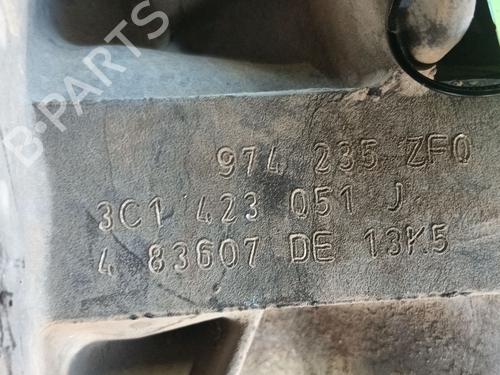 B-PARTS
974 235 ZF0
3C1 423 051 J
4 83607 DE 13K5